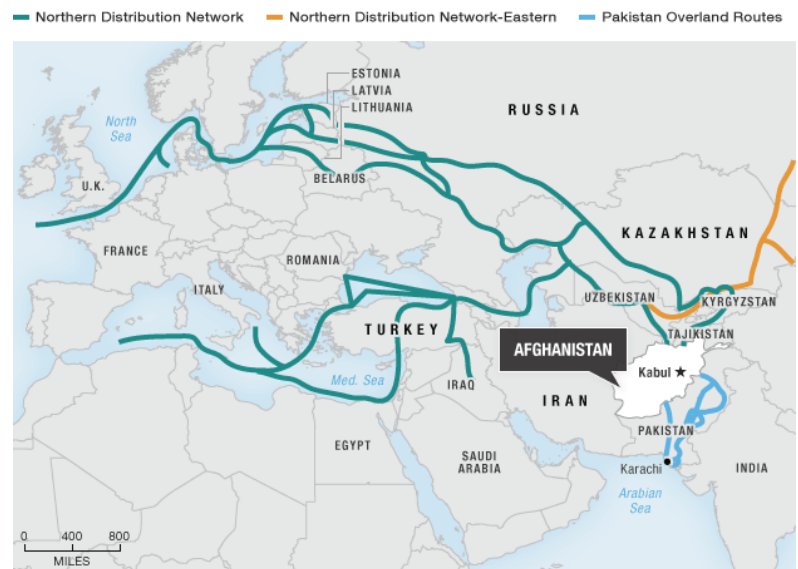 Northern Distribution Network
Northern Distribution Network-Eastern
Pakistan Overland Routes
ESTONIA
LATVIA
LITHUANIA
RUSSIA
North
Sea
U.K.
BELARUS
KAZAKHSTAN
FRANCE
ROMANIA
ITALY
UZBEKISTAN
KYRGYZSTAN
TURKEY
TAJIKISTAN
AFGHANISTAN
Kabul
Med. Sea
IRAQ
IRAN
PAKISTAN
EGYPT
SAUDI
ARABIA
Karachi
INDIA
Arabian
Sea
0 400 800
MILES